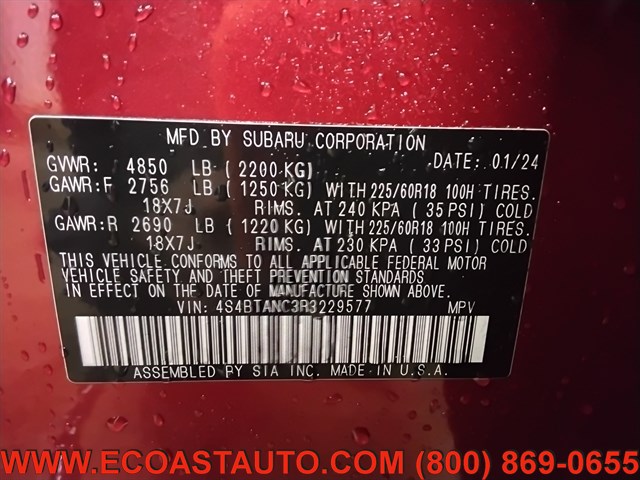 MFD BY SUBARU CORPORATION
GVWR: 4850 LB (2200 KG) DATE: 01/24
GAWR:F 2756 LB (1250 KG) WITH 225/60R18 100H TIRES.
18X7J RIMS. AT 240 KPA (35 PSI) COLD
GAWR:R 2690 LB (1220 KG) WITH 225/60R18 100H TIRES.
18X7J RIMS. AT 230 KPA (33 PSI) COLD
THIS VEHICLE CONFORMS TO ALL APPLICABLE FEDERAL MOTOR
VEHICLE SAFETY AND THEFT PREVENTION STANDARDS
IN EFFECT ON THE DATE OF MANUFACTURE SHOWN ABOVE.
VIN: 4S4BTANC3R3229577 MPV
ASSEMBLED BY SIA INC. MADE IN U.S.A.
WWW.ECOASTAUTO.COM (800) 869-0655